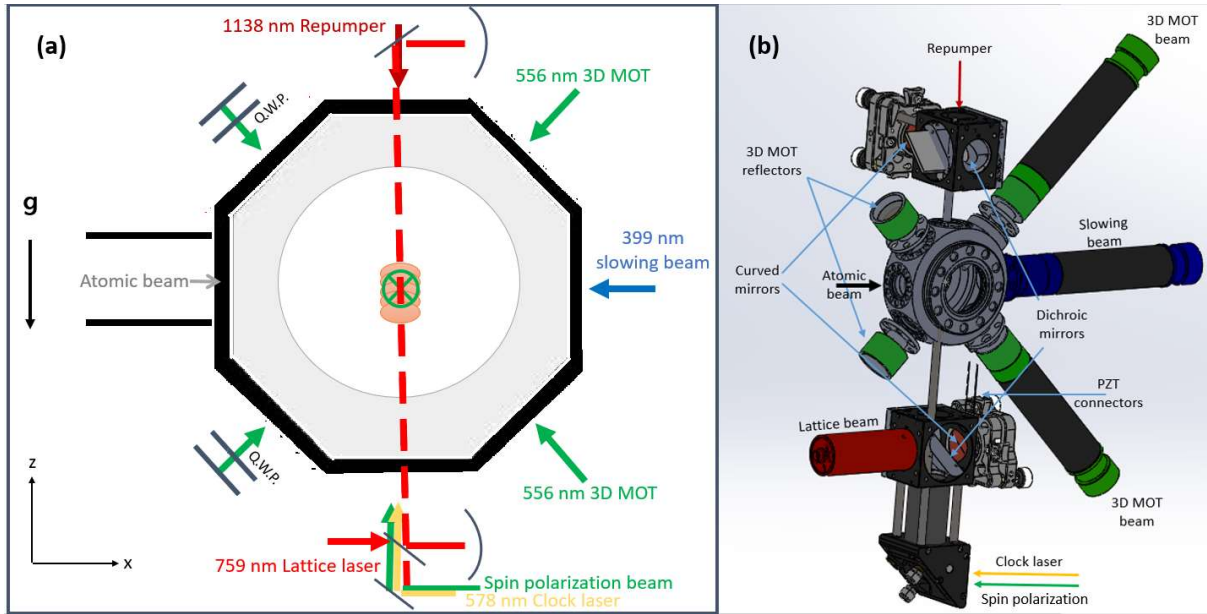 (a)
1138 nm Repumper
556 nm 3D MOT
Q.W.P.
g
Atomic beam
399 nm
slowing beam
Q.W.P.
556 nm 3D MOT
z
x
759 nm Lattice laser
Spin polarization beam
578 nm Clock laser
(b)
3D MOT
beam
Repumper
3D MOT
reflectors
Slowing
beam
Curved
mirrors
Atomic
beam
Dichroic
mirrors
PZT
connectors
Lattice beam
3D MOT
beam
Clock laser
Spin polarization